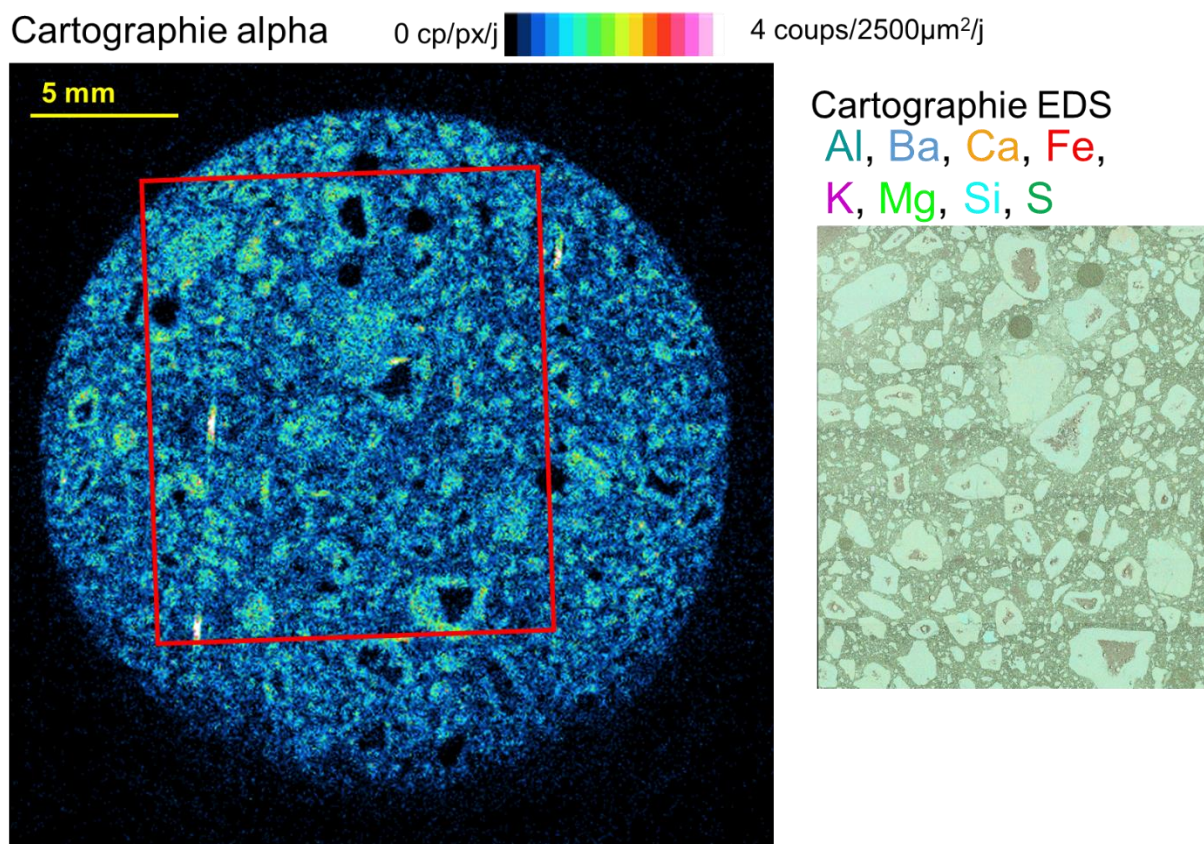 Cartographie alpha
0 cp/px/j
4 coups/2500µm²/j
5 mm
Cartographie EDS
Al, Ba, Ca, Fe,
K, Mg, Si, S